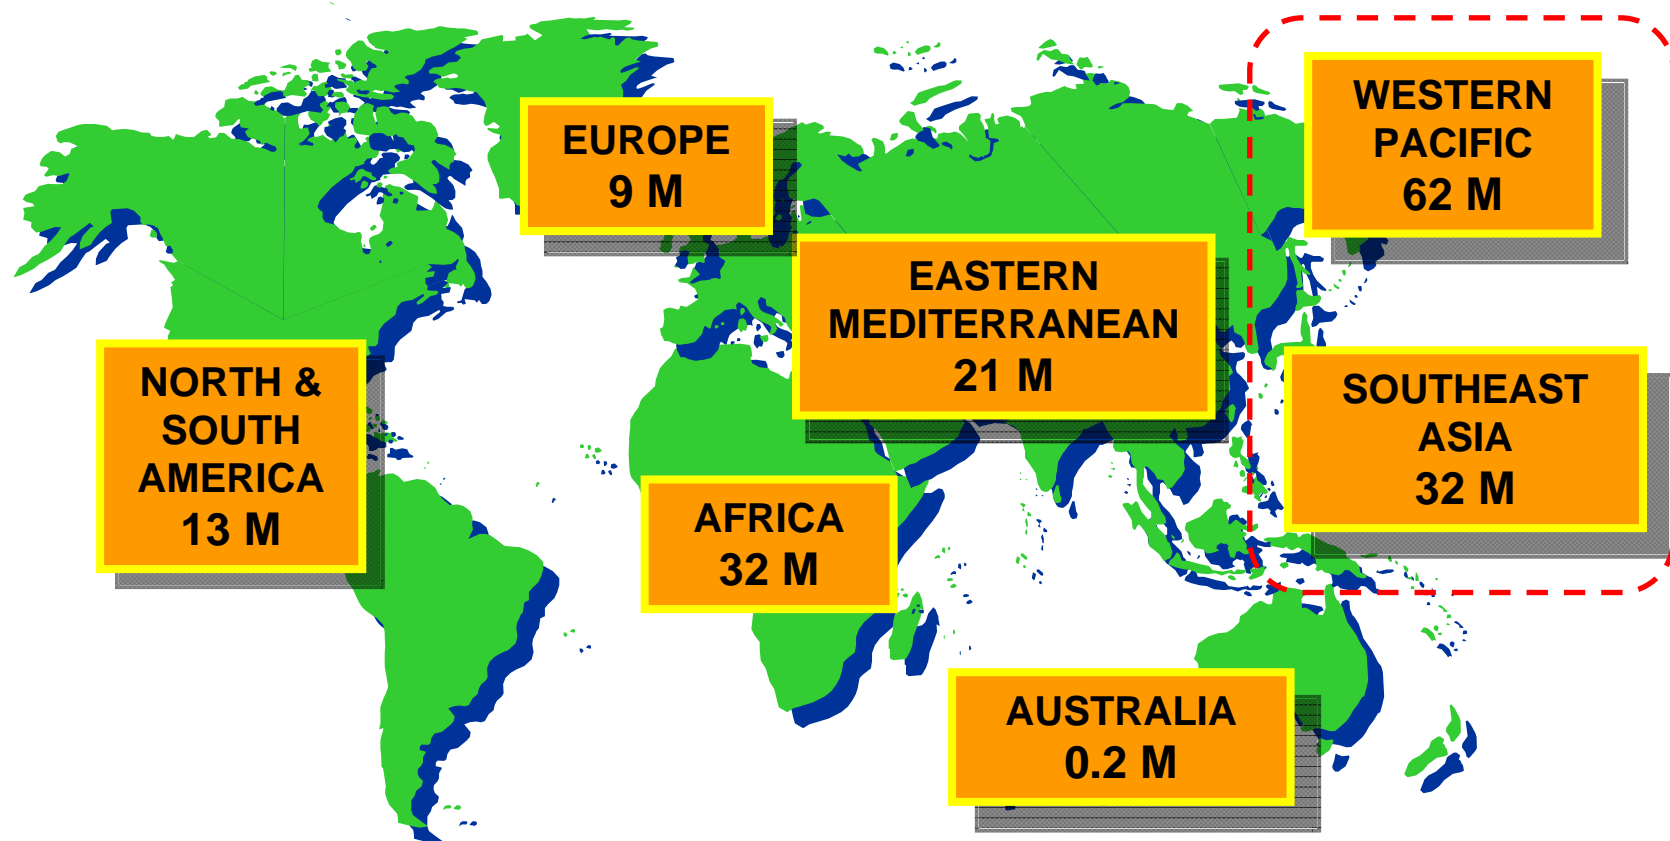 EUROPE
9 M
WESTERN
PACIFIC
62 M
EASTERN
MEDITERRANEAN
21 M
NORTH &
SOUTH
AMERICA
13 M
SOUTHEAST
ASIA
32 M
AFRICA
32 M
AUSTRALIA
0.2 M